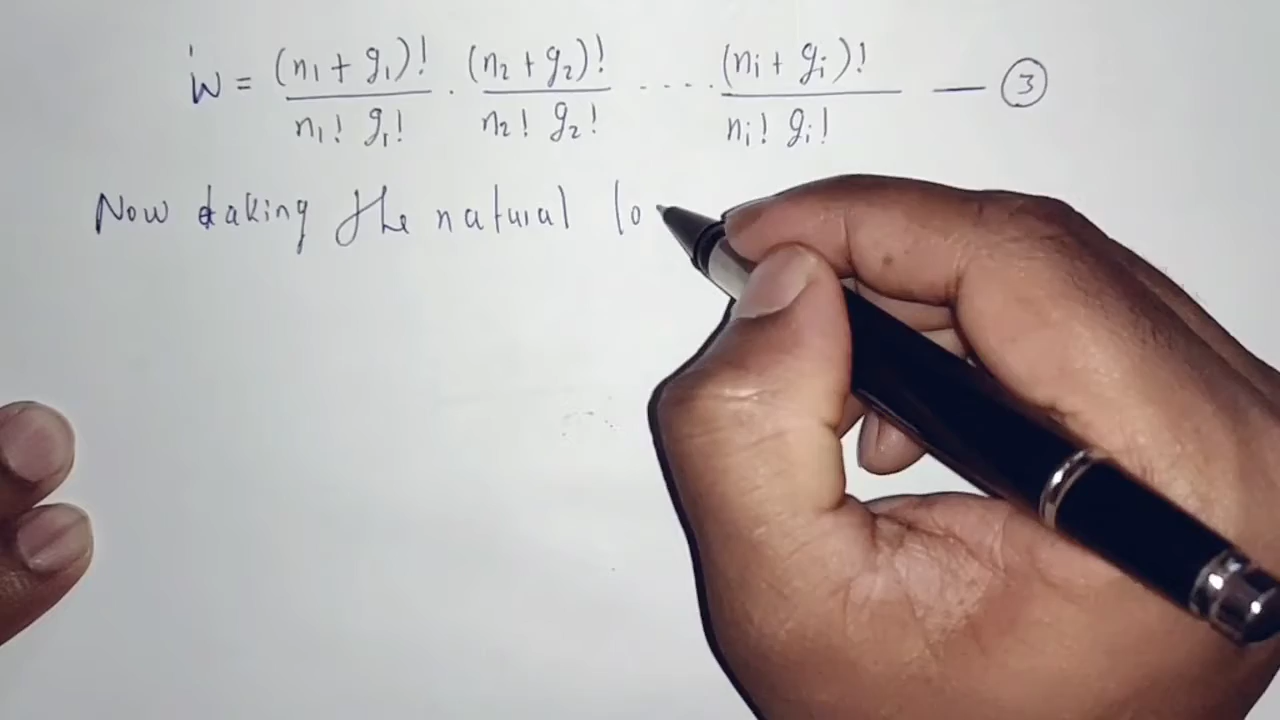 W = (n₁ + g₁)! / n₁! g₁! . (n₂ + g₂)! / n₂! g₂! ..... (nᵢ + gᵢ)! / nᵢ! gᵢ! — ③
Now taking the natural lo